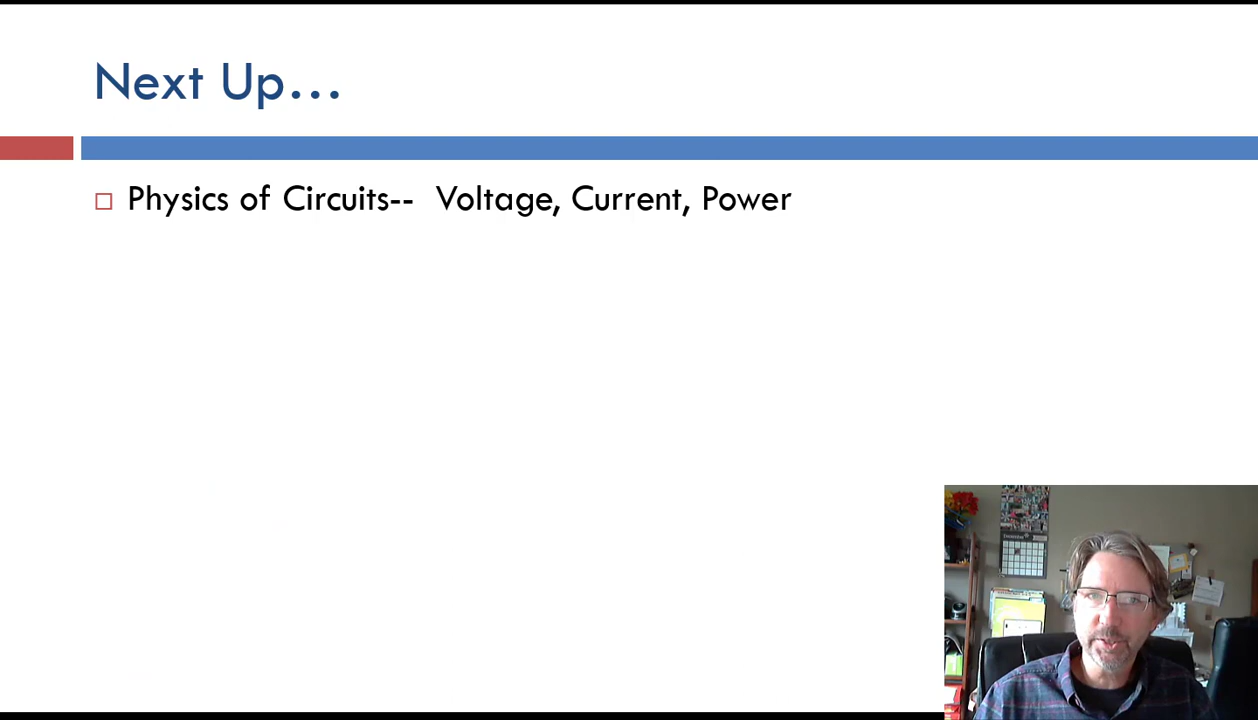 Next Up...
Physics of Circuits-- Voltage, Current, Power